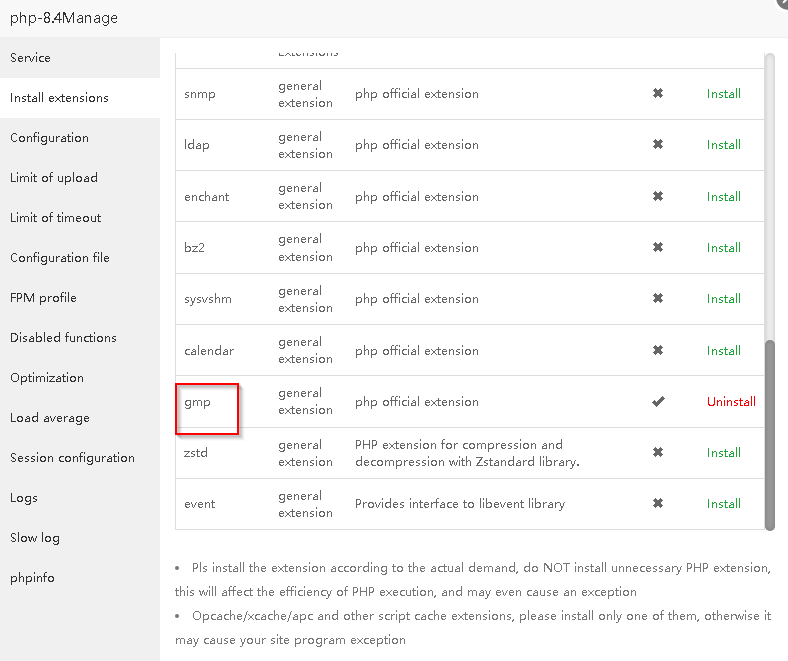 php-8.4Manage
Service
Install extensions
Configuration
Limit of upload
Limit of timeout
Configuration file
FPM profile
Disabled functions
Optimization
Load average
Session configuration
Logs
Slow log
phpinfo
extensions
snmp general extension php official extension ✖ Install
ldap general extension php official extension ✖ Install
enchant general extension php official extension ✖ Install
bz2 general extension php official extension ✖ Install
sysvshm general extension php official extension ✖ Install
calendar general extension php official extension ✖ Install
gmp general extension php official extension ✔ Uninstall
zstd general extension PHP extension for compression and decompression with Zstandard library. ✖ Install
event general extension Provides interface to libevent library ✖ Install
• Pls install the extension according to the actual demand, do NOT install unnecessary PHP extension,
this will affect the efficiency of PHP execution, and may even cause an exception
• Opcache/xcache/apc and other script cache extensions, please install only one of them, otherwise it
may cause your site program exception